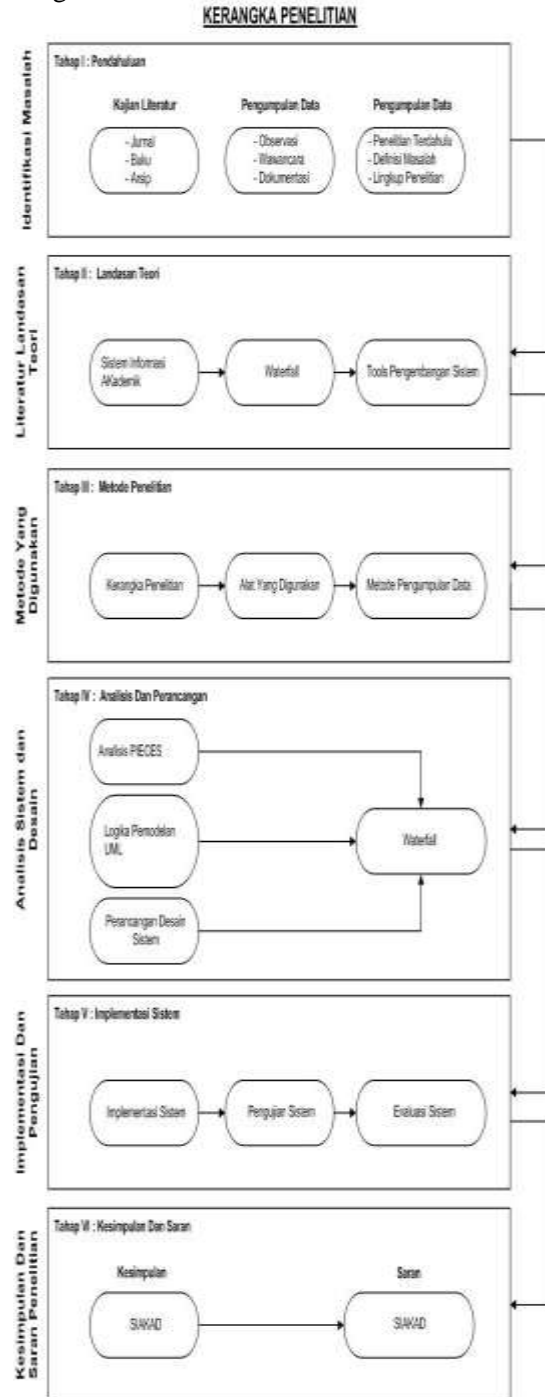 KERANGKA PENELITIAN
Identifikasi Masalah
Tahap I : Pendahuluan
Kajian Literatur
- Jurnal
- Buku
- Arsip
Pengumpulan Data
- Observasi
- Wawancara
- Dokumentasi
Pengumpulan Data
- Penelitian Terdahulu
- Definisi Masalah
- Lingkup Penelitian
Literatur Landasan
Teori
Tahap II : Landasan Teori
Sistem Informasi
AKademik
Waterfall
Tools Pengembangan Sistem
Metode Yang
Digunakan
Tahap III : Metode Penelitian
Kerangka Penelitian
Alat Yang Digunakan
Metode Pengumpulan Data
Analisis Sistem dan
Desain
Tahap IV : Analisis Dan Perancangan
Analisis PIECES
Logika Pemodelan
UML
Perancangan Desain
Sistem
Waterfall
Implementasi Dan
Pengujian
Tahap V : Implementasi Sistem
Implementasi Sistem
Pengujian Sistem
Evaluasi Sistem
Kesimpulan Dan
Saran Penelitian
Tahap VI : Kesimpulan Dan Saran
Kesimpulan
SIAKAD
Saran
SIAKAD